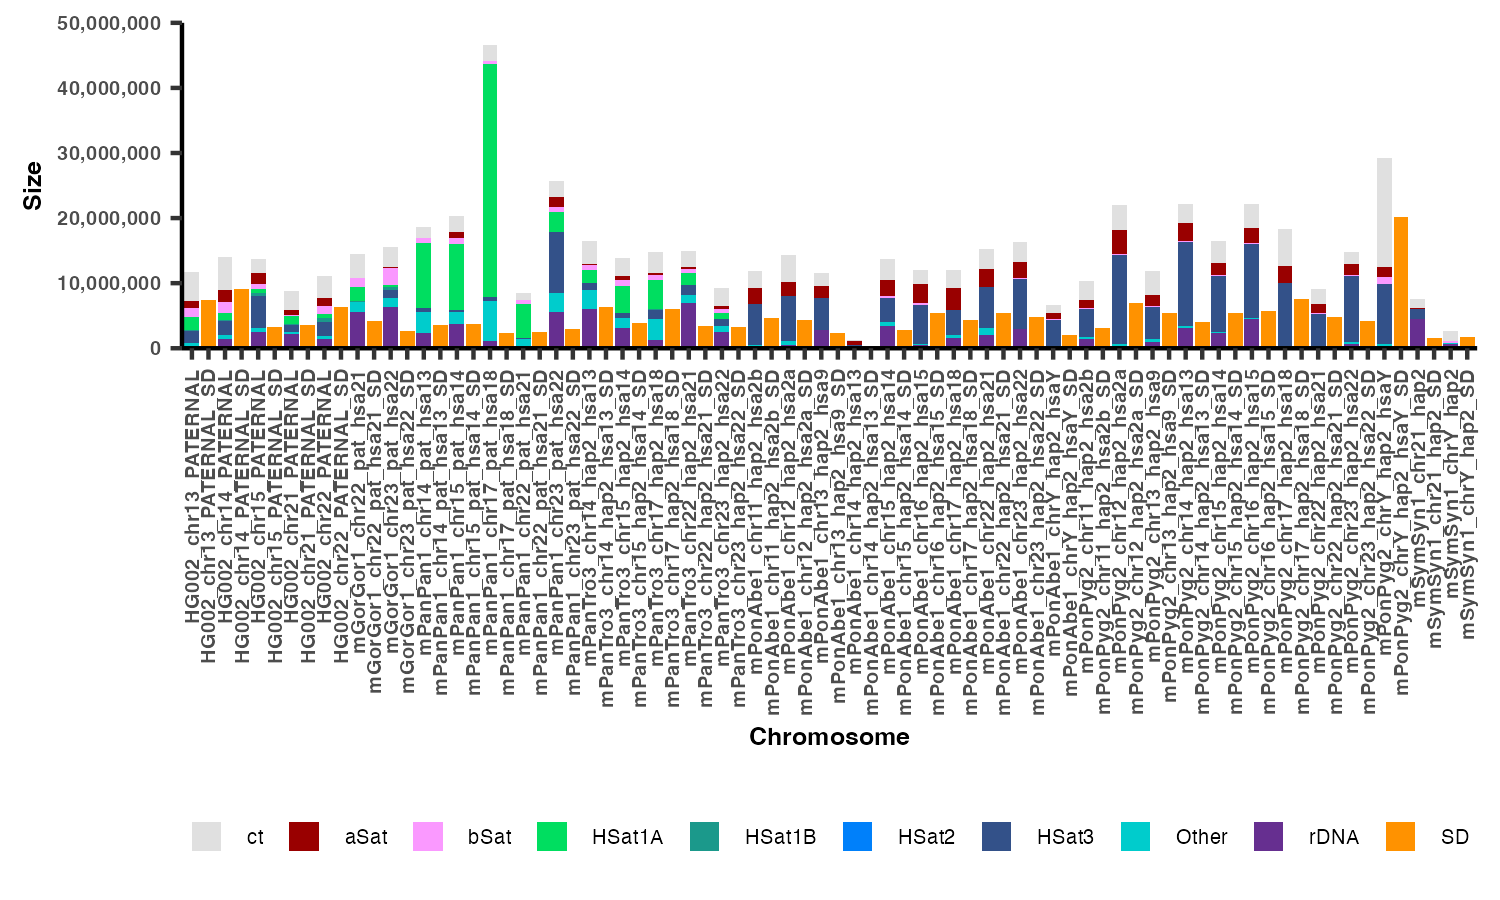 50,000,000
40,000,000
30,000,000
20,000,000
10,000,000
0
Size
HG002_chr13_PATERNAL
HG002_chr13_PATERNAL_SD
HG002_chr14_PATERNAL
HG002_chr14_PATERNAL_SD
HG002_chr15_PATERNAL
HG002_chr15_PATERNAL_SD
HG002_chr21_PATERNAL
HG002_chr21_PATERNAL_SD
HG002_chr22_PATERNAL
HG002_chr22_PATERNAL_SD
mGorGor1_chr22_pat_hsa21
mGorGor1_chr22_pat_hsa21_SD
mGorGor1_chr23_pat_hsa22
mGorGor1_chr23_pat_hsa22_SD
mPanPan1_chr14_pat_hsa13
mPanPan1_chr14_pat_hsa13_SD
mPanPan1_chr15_pat_hsa14
mPanPan1_chr15_pat_hsa14_SD
mPanPan1_chr17_pat_hsa18
mPanPan1_chr17_pat_hsa18_SD
mPanPan1_chr22_pat_hsa21
mPanPan1_chr22_pat_hsa21_SD
mPanPan1_chr23_pat_hsa22
mPanPan1_chr23_pat_hsa22_SD
mPanTro3_chr14_hap2_hsa13
mPanTro3_chr14_hap2_hsa13_SD
mPanTro3_chr15_hap2_hsa14
mPanTro3_chr15_hap2_hsa14_SD
mPanTro3_chr17_hap2_hsa18
mPanTro3_chr17_hap2_hsa18_SD
mPanTro3_chr22_hap2_hsa21
mPanTro3_chr22_hap2_hsa21_SD
mPanTro3_chr23_hap2_hsa22
mPanTro3_chr23_hap2_hsa22_SD
mPonAbe1_chr11_hap2_hsa2b
mPonAbe1_chr11_hap2_hsa2b_SD
mPonAbe1_chr12_hap2_hsa2a
mPonAbe1_chr12_hap2_hsa2a_SD
mPonAbe1_chr13_hap2_hsa9
mPonAbe1_chr13_hap2_hsa9_SD
mPonAbe1_chr14_hap2_hsa13
mPonAbe1_chr14_hap2_hsa13_SD
mPonAbe1_chr15_hap2_hsa14
mPonAbe1_chr15_hap2_hsa14_SD
mPonAbe1_chr16_hap2_hsa15
mPonAbe1_chr16_hap2_hsa15_SD
mPonAbe1_chr17_hap2_hsa18
mPonAbe1_chr17_hap2_hsa18_SD
mPonAbe1_chr22_hap2_hsa21
mPonAbe1_chr22_hap2_hsa21_SD
mPonAbe1_chr23_hap2_hsa22
mPonAbe1_chr23_hap2_hsa22_SD
mPonAbe1_chrY_hap2_hsaY
mPonAbe1_chrY_hap2_hsaY_SD
mPonPyg2_chr11_hap2_hsa2b
mPonPyg2_chr11_hap2_hsa2b_SD
mPonPyg2_chr12_hap2_hsa2a
mPonPyg2_chr12_hap2_hsa2a_SD
mPonPyg2_chr13_hap2_hsa9
mPonPyg2_chr13_hap2_hsa9_SD
mPonPyg2_chr14_hap2_hsa13
mPonPyg2_chr14_hap2_hsa13_SD
mPonPyg2_chr15_hap2_hsa14
mPonPyg2_chr15_hap2_hsa14_SD
mPonPyg2_chr16_hap2_hsa15
mPonPyg2_chr16_hap2_hsa15_SD
mPonPyg2_chr17_hap2_hsa18
mPonPyg2_chr17_hap2_hsa18_SD
mPonPyg2_chr22_hap2_hsa21
mPonPyg2_chr22_hap2_hsa21_SD
mPonPyg2_chr23_hap2_hsa22
mPonPyg2_chr23_hap2_hsa22_SD
mPonPyg2_chrY_hap2_hsaY
mPonPyg2_chrY_hap2_hsaY_SD
mSymSyn1_chr21_hap2
mSymSyn1_chr21_hap2_SD
mSymSyn1_chrY_hap2
mSymSyn1_chrY_hap2_SD
Chromosome
ct aSat bSat HSat1A HSat1B HSat2 HSat3 Other rDNA SD